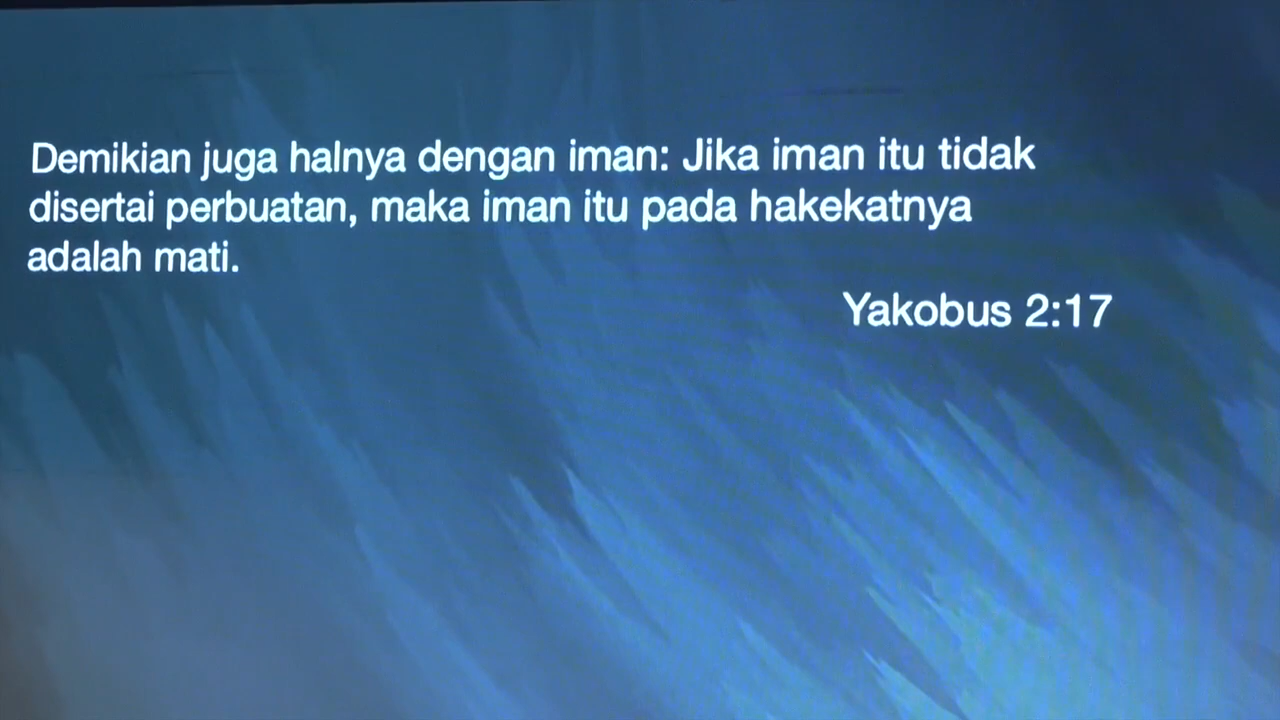 Demikian juga halnya dengan iman: Jika iman itu tidak
disertai perbuatan, maka iman itu pada hakekatnya
adalah mati.
Yakobus 2:17